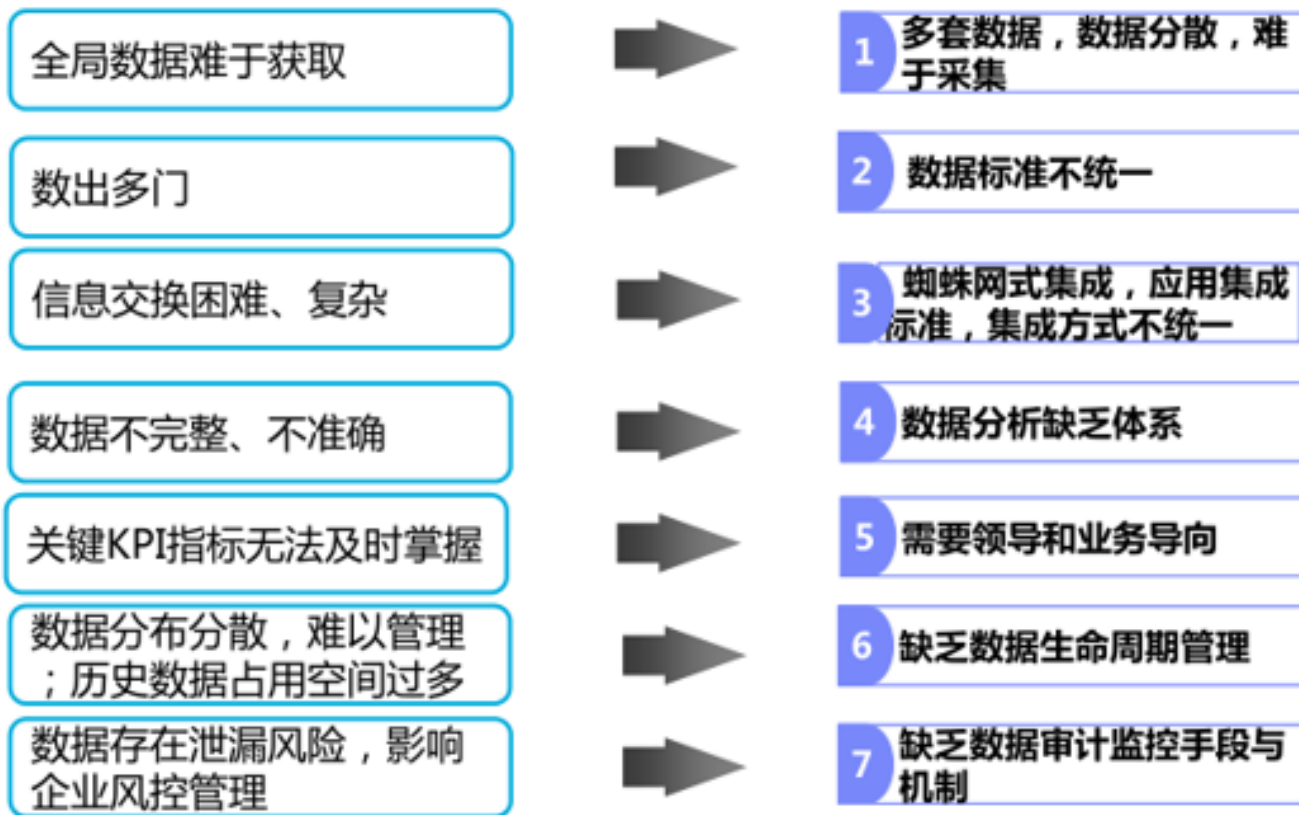 全局数据难于获取
1
多套数据，数据分散，难
于采集
数出多门
2
数据标准不统一
信息交换困难、复杂
3
蜘蛛网式集成，应用集成
标准，集成方式不统一
数据不完整、不准确
4
数据分析缺乏体系
关键KPI指标无法及时掌握
5
需要领导和业务导向
数据分布分散，难以管理
；历史数据占用空间过多
6
缺乏数据生命周期管理
数据存在泄漏风险，影响
企业风控管理
7
缺乏数据审计监控手段与
机制